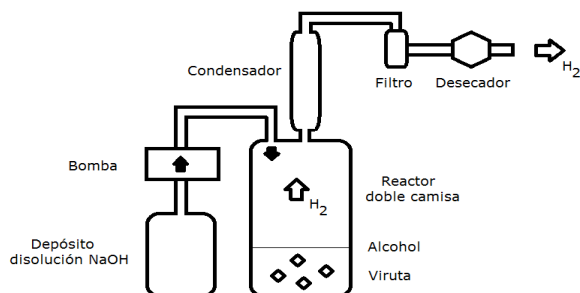 Condensador
Filtro
Desecador
H2
Bomba
Reactor
doble camisa
H2
Depósito
disolución NaOH
Alcohol
Viruta